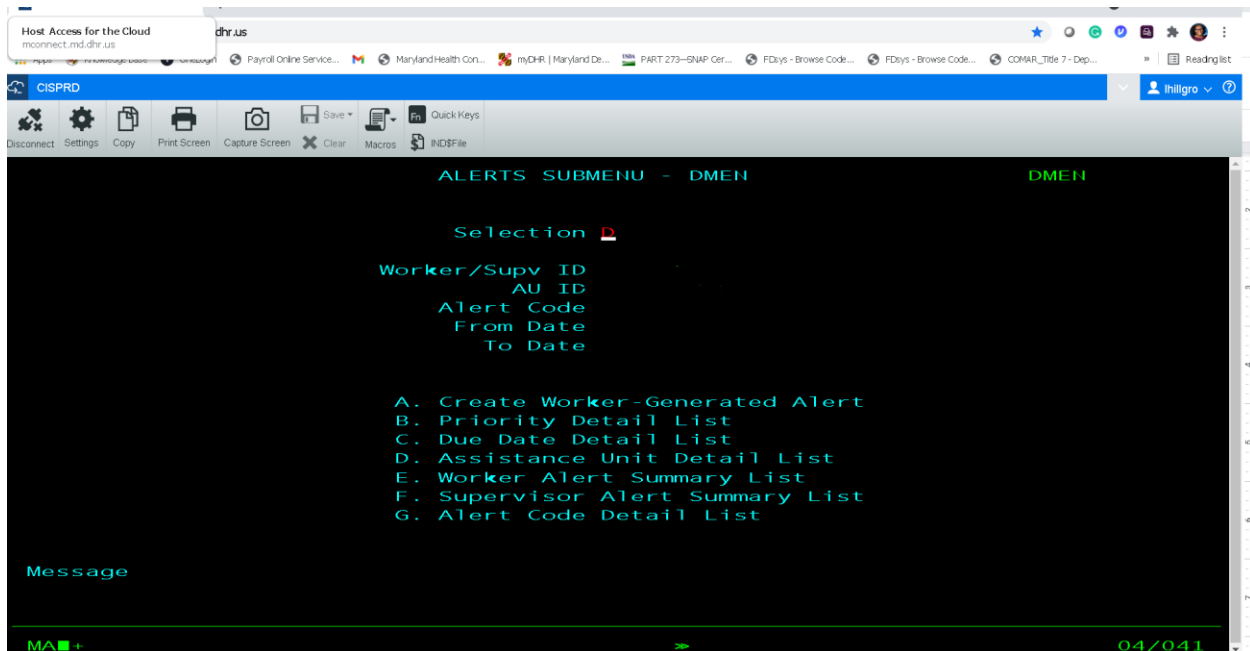 Host Access for the Cloud
mconnect.md.dhr.us
dhr.us
Apps Knowledge Base OneLogin Payroll Online Service... Maryland Health Con... myDHR | Maryland De... PART 273—SNAP Cer... FDsys - Browse Code... FDsys - Browse Code... COMAR_Title 7 - Dep... » Reading list
CISPRD lhillgro
Save Fn Quick Keys
Disconnect Settings Copy Print Screen Capture Screen Clear Macros IND$File
ALERTS SUBMENU - DMEN DMEN
Selection D
Worker/Supv ID
AU ID
Alert Code
From Date
To Date
A. Create Worker-Generated Alert
B. Priority Detail List
C. Due Date Detail List
D. Assistance Unit Detail List
E. Worker Alert Summary List
F. Supervisor Alert Summary List
G. Alert Code Detail List
Message
MA + 04/041